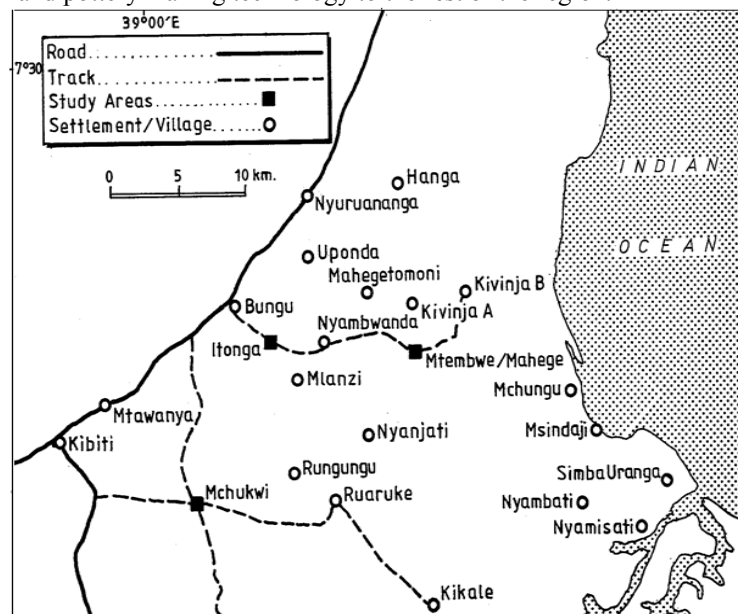 39°00'E
7°30
Road
Track
Study Areas
Settlement/Village
0 5 10 km.
Hanga
Nyuruananga
INDIAN
OCEAN
Uponda
Mahegetomoni
Kivinja B
Bungu
Kivinja A
Nyambwanda
Itonga
Mtembwe/Mahege
Mlanzi
Mchungu
Mtawanya
Msindaji
Nyanjati
Kibiti
Rungungu
SimbaUranga
Mchukwi
Ruaruke
Nyambati
Nyamisati
Kikale